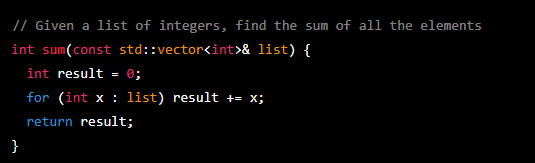 // Given a list of integers, find the sum of all the elements
int sum(const std::vector<int>& list) {
  int result = 0;
  for (int x : list) result += x;
  return result;
}